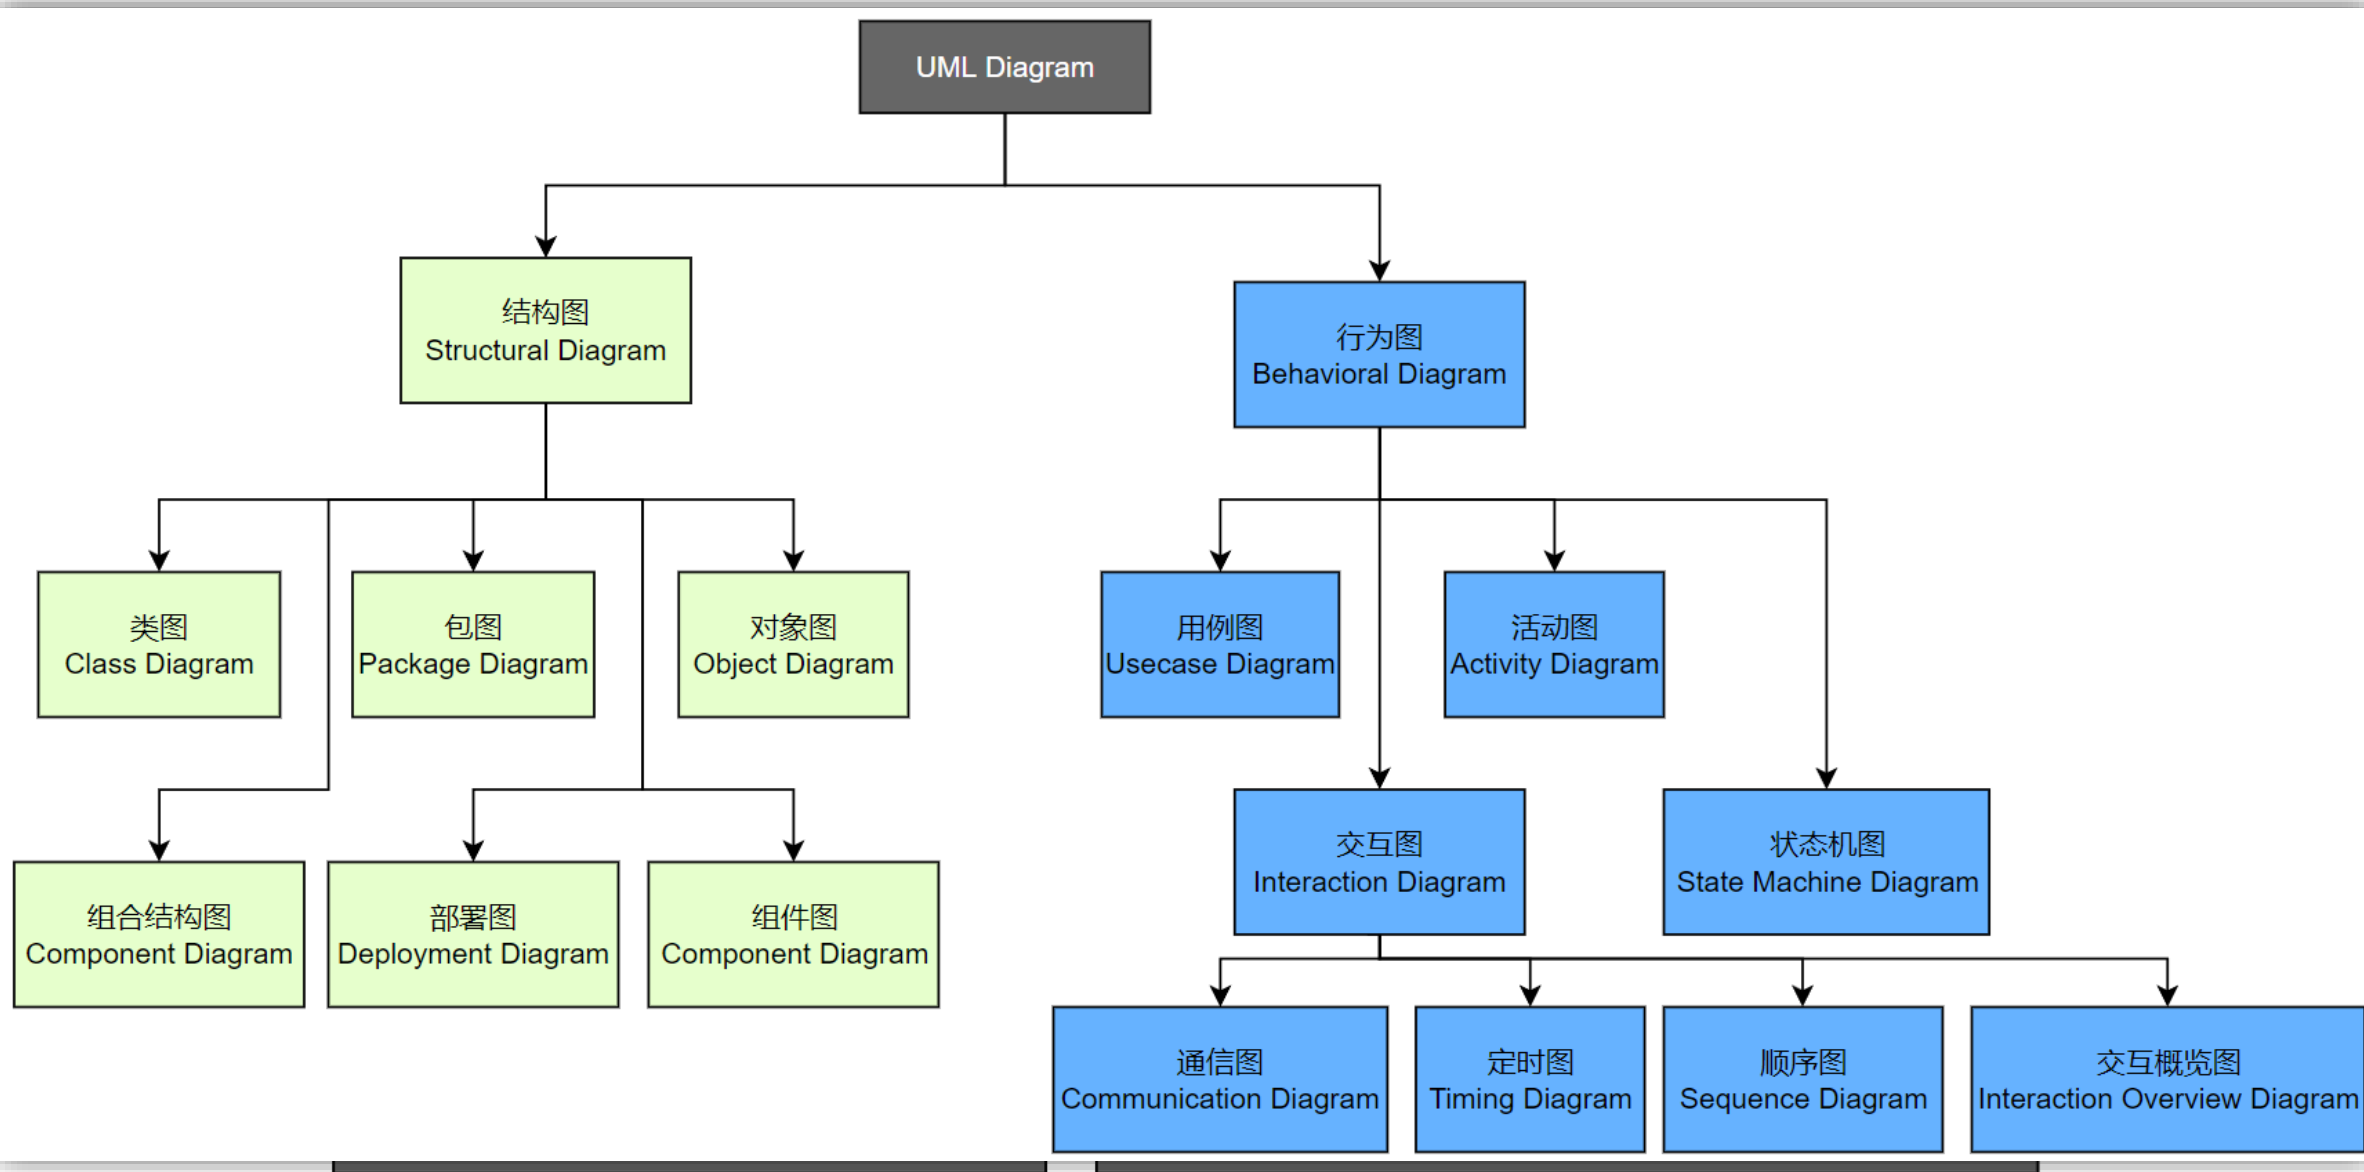 UML Diagram
结构图
Structural Diagram
行为图
Behavioral Diagram
类图
Class Diagram
包图
Package Diagram
对象图
Object Diagram
用例图
Usecase Diagram
活动图
Activity Diagram
交互图
Interaction Diagram
状态机图
State Machine Diagram
组合结构图
Component Diagram
部署图
Deployment Diagram
组件图
Component Diagram
通信图
Communication Diagram
定时图
Timing Diagram
顺序图
Sequence Diagram
交互概览图
Interaction Overview Diagram